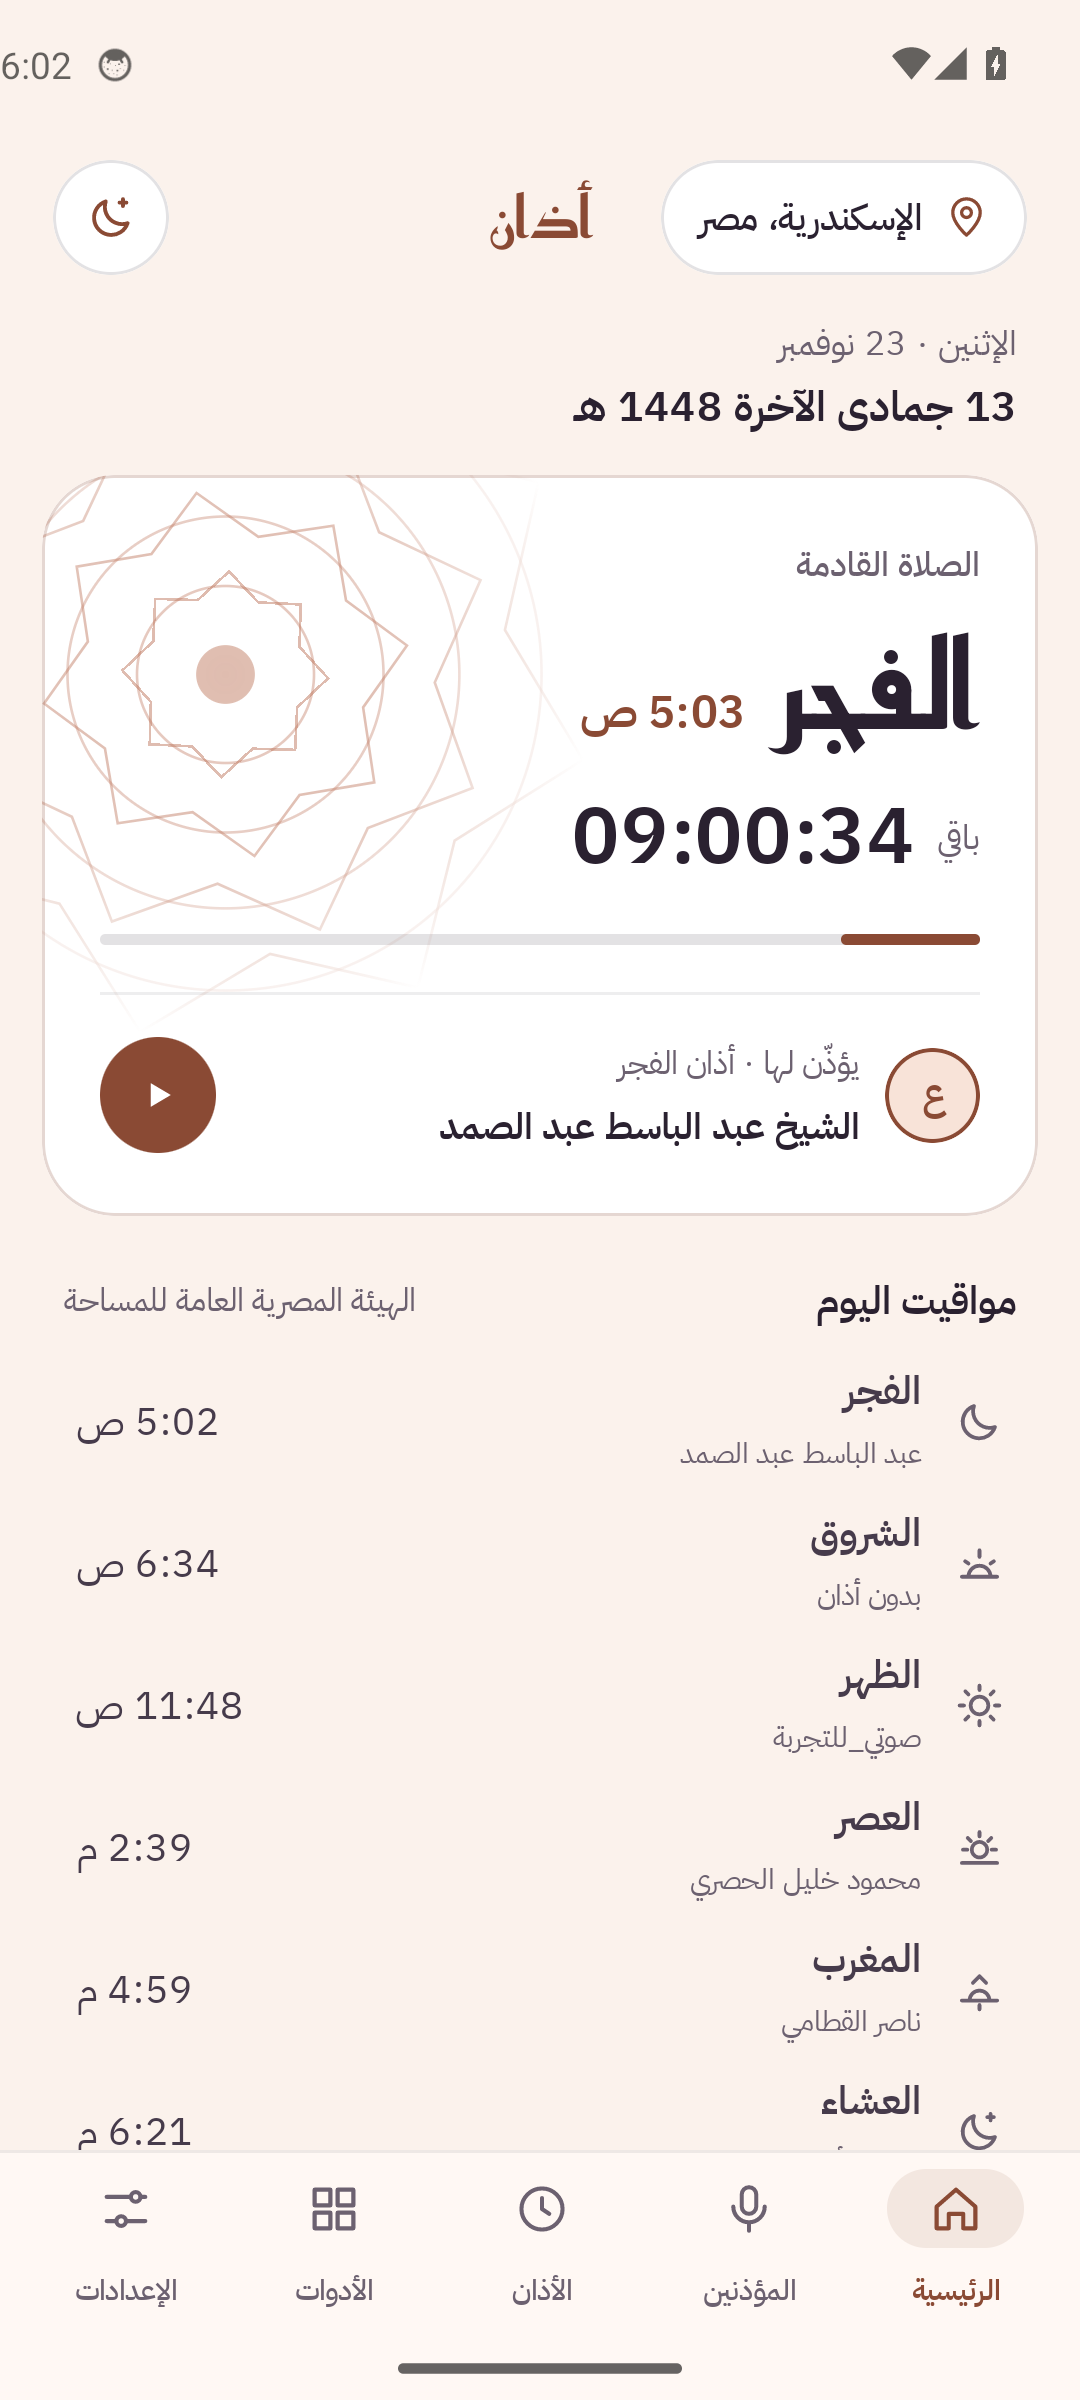 6:02
الإسكندرية، مصر
أذان
الإثنين · 23 نوفمبر
13 جمادى الآخرة 1448 هـ
الصلاة القادمة
الفجر 5:03 ص
باقي 09:00:34
يؤذّن لها · أذان الفجر
ع
الشيخ عبد الباسط عبد الصمد
مواقيت اليوم
الهيئة المصرية العامة للمساحة
الفجر
عبد الباسط عبد الصمد
5:02 ص
الشروق
بدون أذان
6:34 ص
الظهر
صوتي_للتجربة
11:48 ص
العصر
محمود خليل الحصري
2:39 م
المغرب
ناصر القطامي
4:59 م
العشاء
6:21 م
الرئيسية
المؤذنين
الأذان
الأدوات
الإعدادات